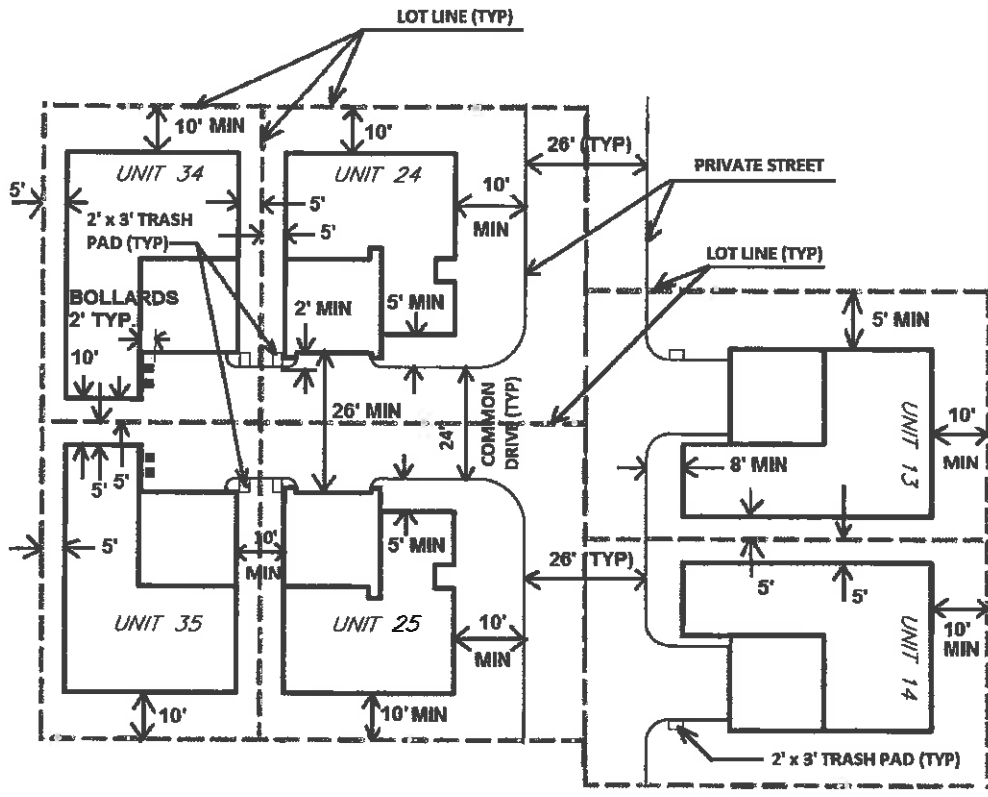 LOT LINE (TYP)
10' MIN
10'
26' (TYP)
UNIT 34
UNIT 24
PRIVATE STREET
5'
5'
10'
MIN
2' x 3' TRASH
PAD (TYP)
5'
LOT LINE (TYP)
BOLLARDS
2' TYP.
2' MIN
5' MIN
5' MIN
10'
26' MIN
24'
COMMON
DRIVE (TYP)
UNIT 13
10'
MIN
8' MIN
5'
5'
5'
10'
MIN
5' MIN
26' (TYP)
5'
5'
UNIT 35
UNIT 25
10'
MIN
UNIT 14
10'
MIN
10'
10' MIN
2' x 3' TRASH PAD (TYP)